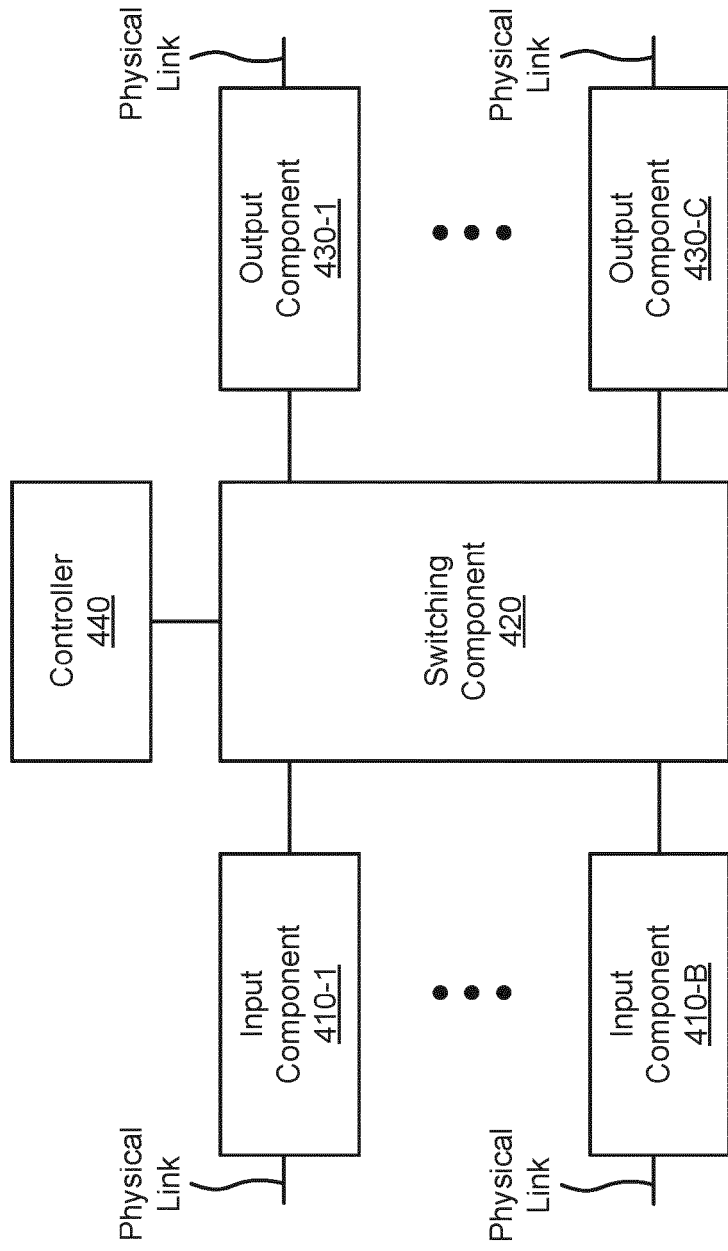 Controller
440
Physical
Link
Input
Component
410-1
Switching
Component
420
Output
Component
430-1
Physical
Link
Physical
Link
Input
Component
410-B
Output
Component
430-C
Physical
Link